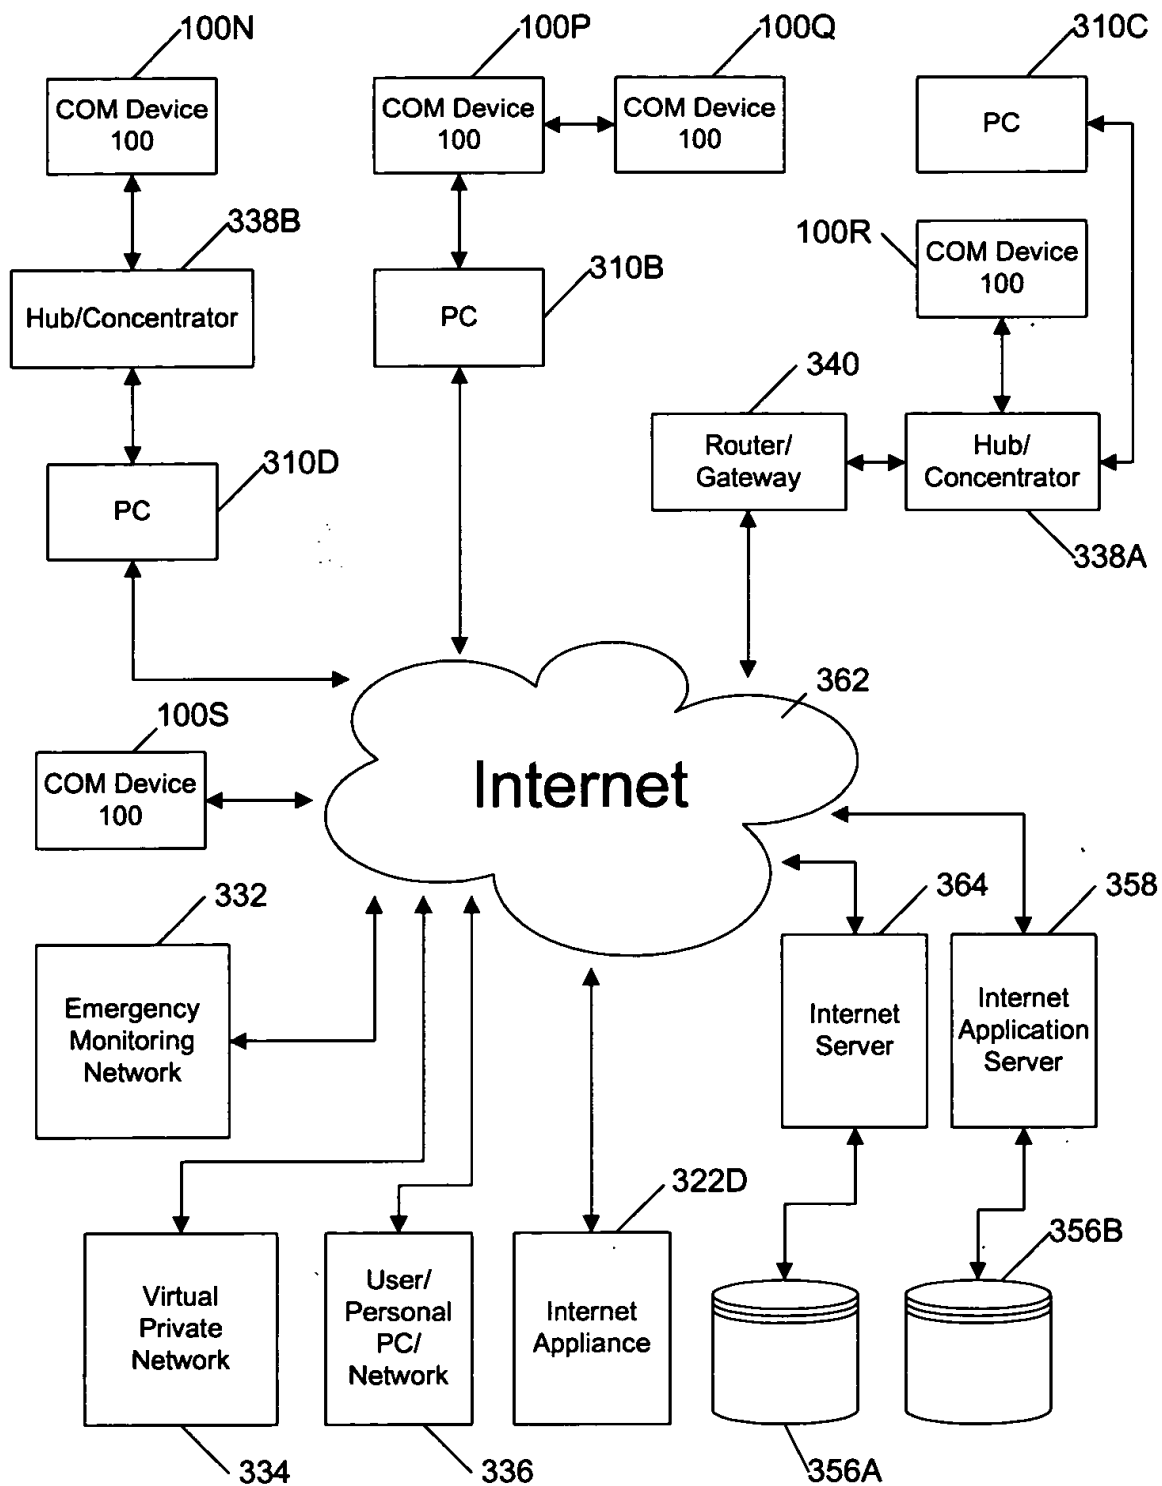 100N
100P
100Q
310C
COM Device
100
COM Device
100
COM Device
100
PC
338B
310B
100R
COM Device
100
Hub/Concentrator
PC
340
310D
Router/
Gateway
Hub/
Concentrator
PC
338A
362
100S
COM Device
100
Internet
332
364
358
Emergency
Monitoring
Network
Internet
Server
Internet
Application
Server
322D
356B
Virtual
Private
Network
User/
Personal
PC/
Network
Internet
Appliance
334
336
356A